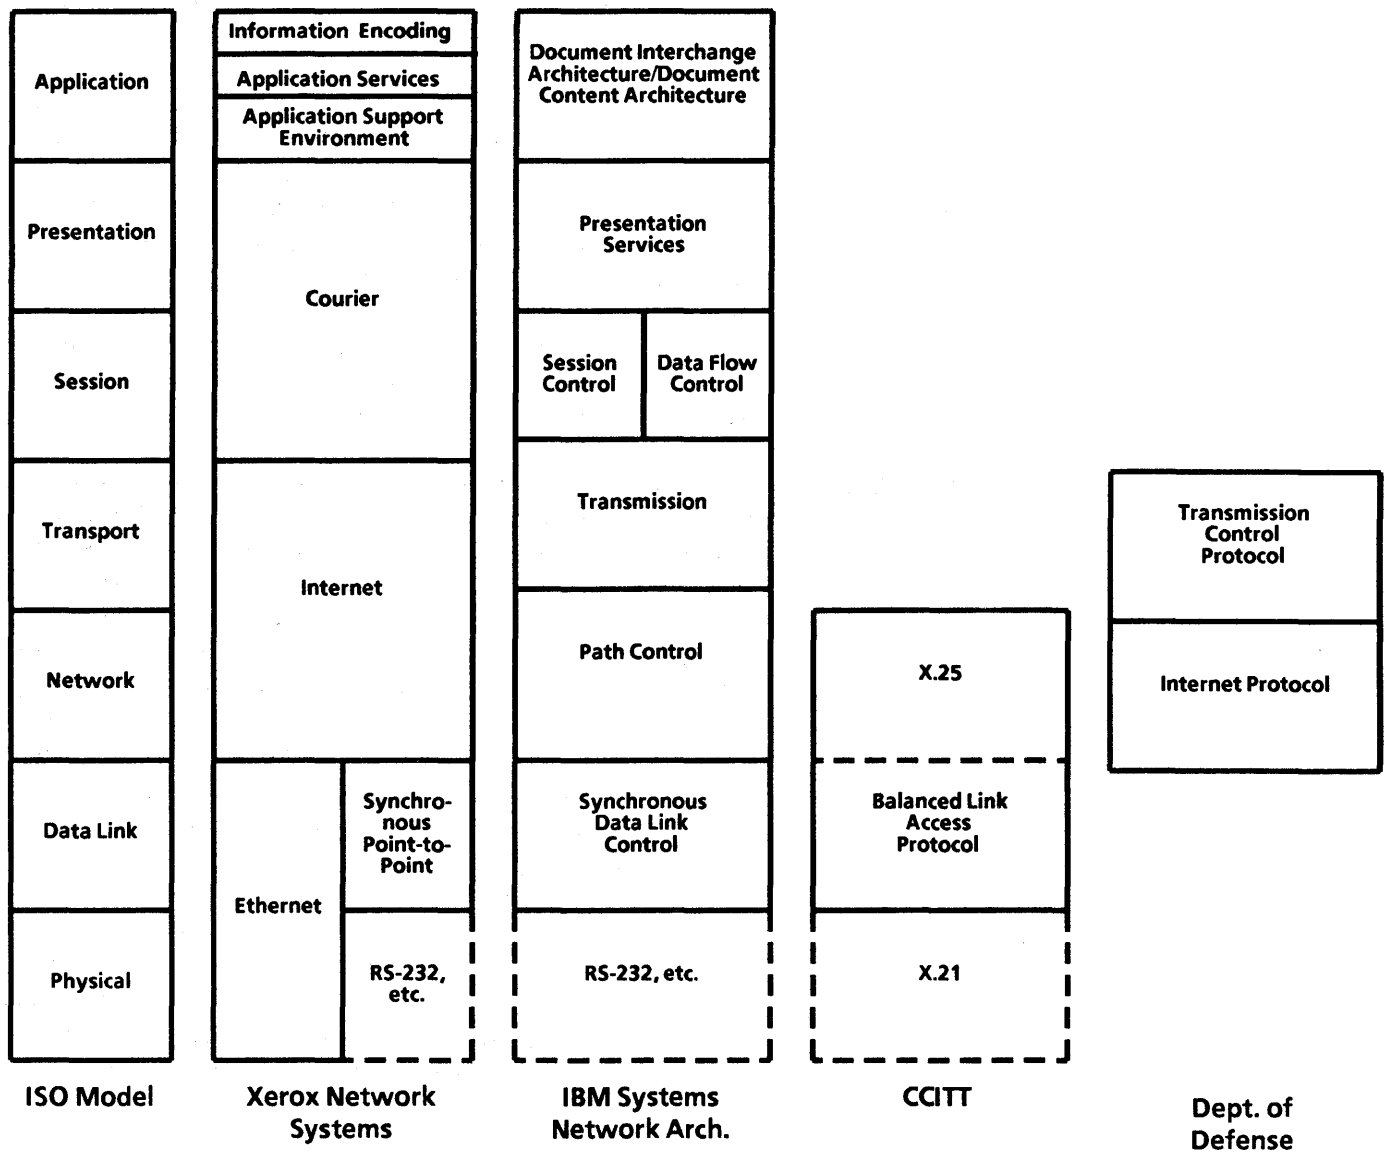 Application
Presentation
Session
Transport
Network
Data Link
Physical
ISO Model
Information Encoding
Application Services
Application Support
Environment
Courier
Internet
Ethernet
Synchro-
nous
Point-to-
Point
RS-232,
etc.
Xerox Network
Systems
Document Interchange
Architecture/Document
Content Architecture
Presentation
Services
Session
Control
Data Flow
Control
Transmission
Path Control
Synchronous
Data Link
Control
RS-232, etc.
IBM Systems
Network Arch.
X.25
Balanced Link
Access
Protocol
X.21
CCITT
Transmission
Control
Protocol
Internet Protocol
Dept. of
Defense